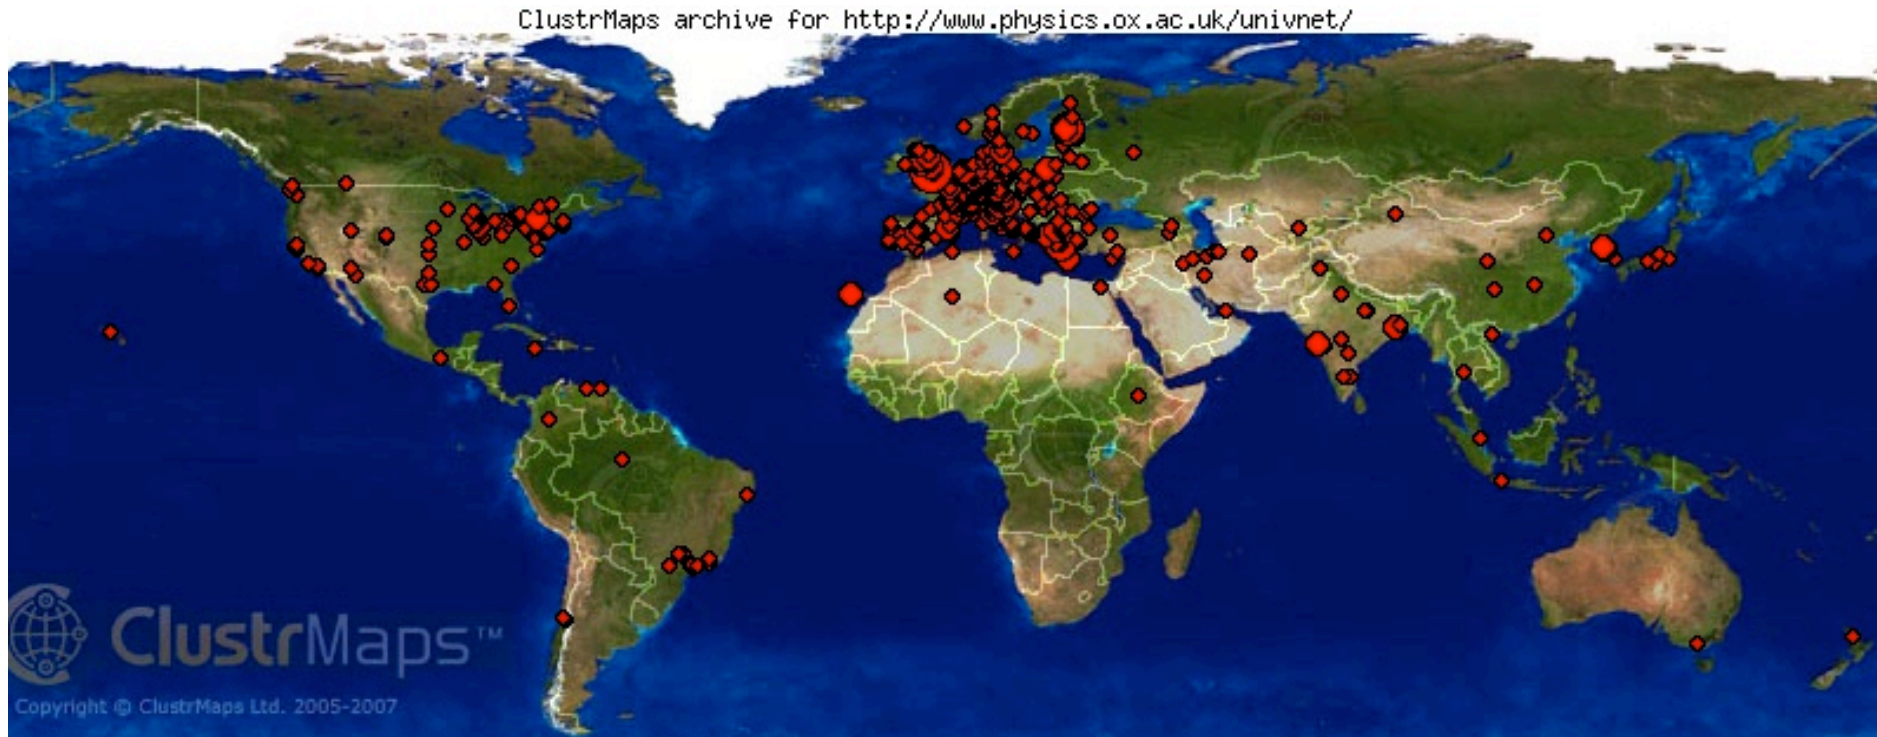 ClustrMaps archive for http://www.physics.ox.ac.uk/univnet/
ClustrMaps™
Copyright © ClustrMaps Ltd. 2005-2007